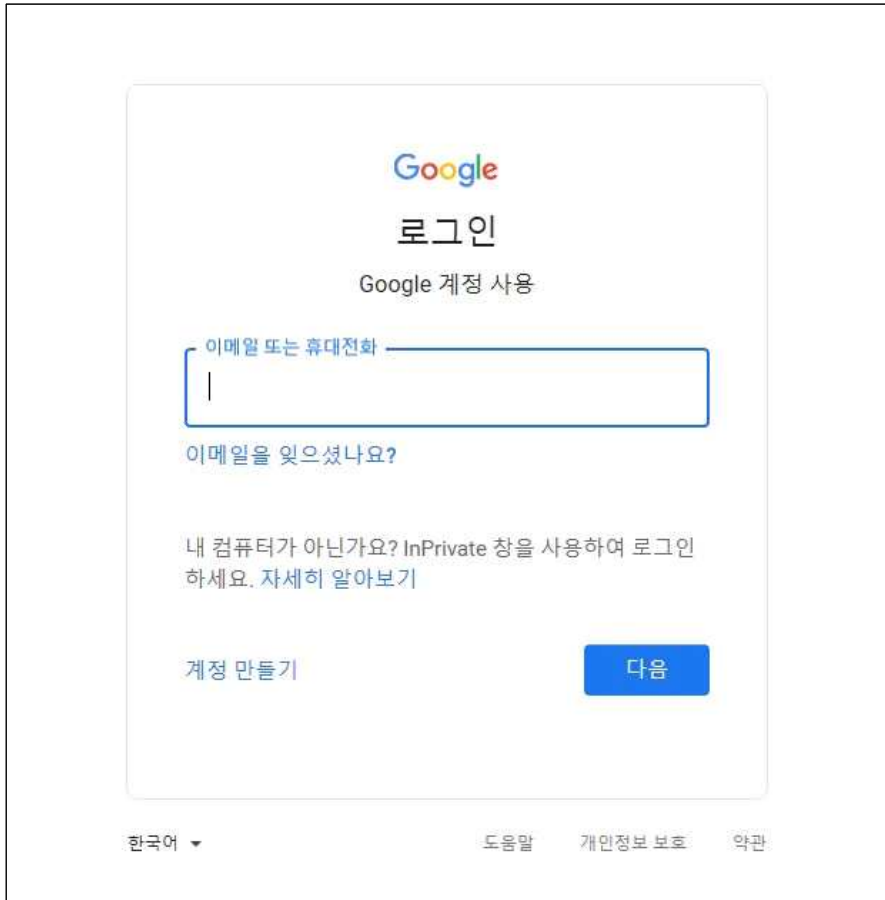 Google
로그인
Google 계정 사용
이메일 또는 휴대전화
이메일을 잊으셨나요?
내 컴퓨터가 아닌가요? InPrivate 창을 사용하여 로그인
하세요. 자세히 알아보기
계정 만들기
다음
한국어
도움말 개인정보 보호 약관